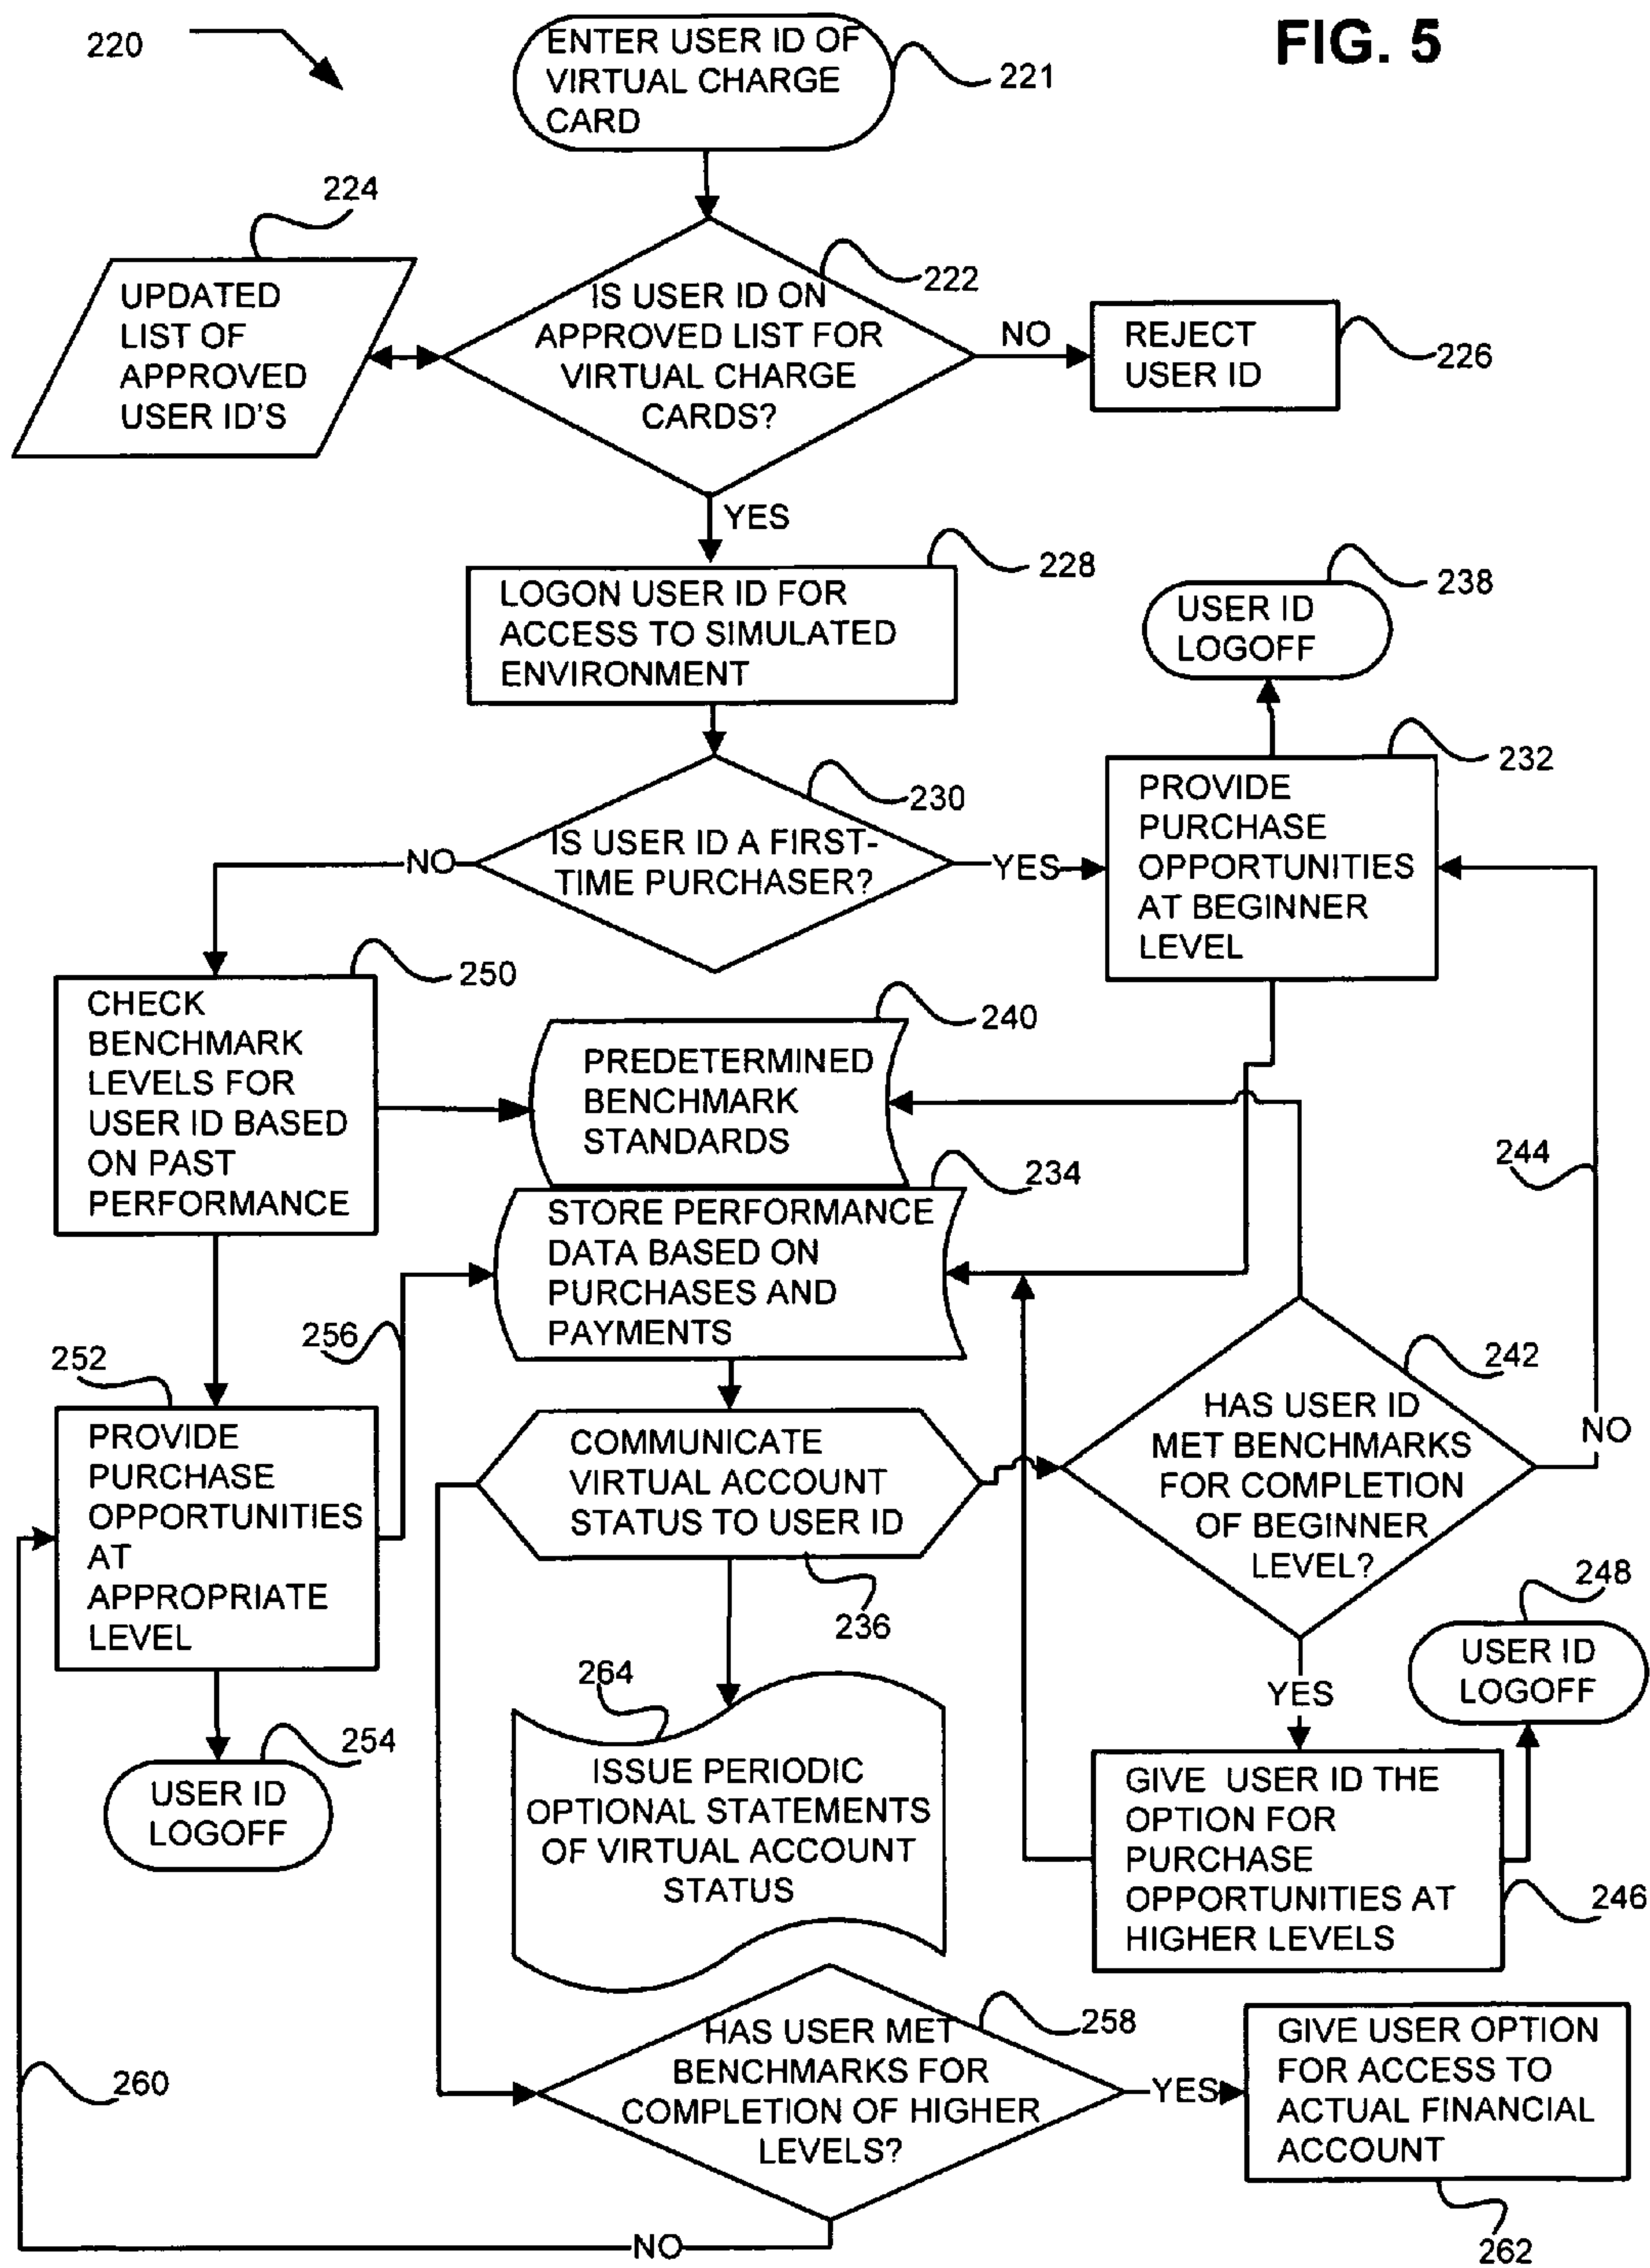 FIG. 5
220
ENTER USER ID OF
VIRTUAL CHARGE
CARD
221
224
UPDATED
LIST OF
APPROVED
USER ID'S
222
IS USER ID ON
APPROVED LIST FOR
VIRTUAL CHARGE
CARDS?
NO
REJECT
USER ID
226
YES
228
LOGON USER ID FOR
ACCESS TO SIMULATED
ENVIRONMENT
238
USER ID
LOGOFF
230
IS USER ID A FIRST-
TIME PURCHASER?
NO
YES
232
PROVIDE
PURCHASE
OPPORTUNITIES
AT BEGINNER
LEVEL
250
CHECK
BENCHMARK
LEVELS FOR
USER ID BASED
ON PAST
PERFORMANCE
240
PREDETERMINED
BENCHMARK
STANDARDS
234
STORE PERFORMANCE
DATA BASED ON
PURCHASES AND
PAYMENTS
244
256
252
PROVIDE
PURCHASE
OPPORTUNITIES
AT
APPROPRIATE
LEVEL
COMMUNICATE
VIRTUAL ACCOUNT
STATUS TO USER ID
236
242
HAS USER ID
MET BENCHMARKS
FOR COMPLETION
OF BEGINNER
LEVEL?
NO
YES
248
USER ID
LOGOFF
254
USER ID
LOGOFF
264
ISSUE PERIODIC
OPTIONAL STATEMENTS
OF VIRTUAL ACCOUNT
STATUS
GIVE USER ID THE
OPTION FOR
PURCHASE
OPPORTUNITIES AT
HIGHER LEVELS
246
258
HAS USER MET
BENCHMARKS FOR
COMPLETION OF HIGHER
LEVELS?
YES
GIVE USER OPTION
FOR ACCESS TO
ACTUAL FINANCIAL
ACCOUNT
262
260
NO